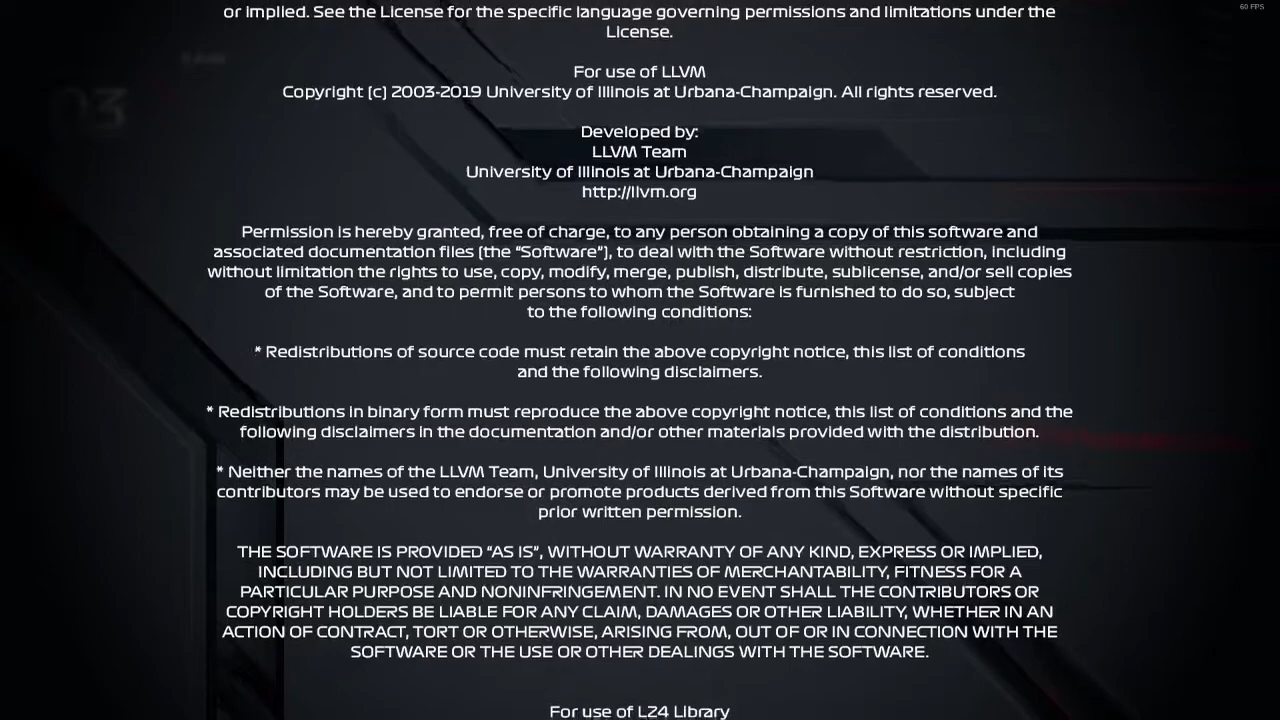 60 FPS
or implied. See the License for the specific language governing permissions and limitations under the
License.
For use of LLVM
Copyright (c) 2003-2019 University of Illinois at Urbana-Champaign. All rights reserved.
03
Developed by:
LLVM Team
University of Illinois at Urbana-Champaign
http://llvm.org
Permission is hereby granted, free of charge, to any person obtaining a copy of this software and
associated documentation files (the “Software”), to deal with the Software without restriction, including
without limitation the rights to use, copy, modify, merge, publish, distribute, sublicense, and/or sell copies
of the Software, and to permit persons to whom the Software is furnished to do so, subject
to the following conditions:
* Redistributions of source code must retain the above copyright notice, this list of conditions
and the following disclaimers.
* Redistributions in binary form must reproduce the above copyright notice, this list of conditions and the
following disclaimers in the documentation and/or other materials provided with the distribution.
* Neither the names of the LLVM Team, University of Illinois at Urbana-Champaign, nor the names of its
contributors may be used to endorse or promote products derived from this Software without specific
prior written permission.
THE SOFTWARE IS PROVIDED “AS IS”, WITHOUT WARRANTY OF ANY KIND, EXPRESS OR IMPLIED,
INCLUDING BUT NOT LIMITED TO THE WARRANTIES OF MERCHANTABILITY, FITNESS FOR A
PARTICULAR PURPOSE AND NONINFRINGEMENT. IN NO EVENT SHALL THE CONTRIBUTORS OR
COPYRIGHT HOLDERS BE LIABLE FOR ANY CLAIM, DAMAGES OR OTHER LIABILITY, WHETHER IN AN
ACTION OF CONTRACT, TORT OR OTHERWISE, ARISING FROM, OUT OF OR IN CONNECTION WITH THE
SOFTWARE OR THE USE OR OTHER DEALINGS WITH THE SOFTWARE.
For use of LZ4 Library